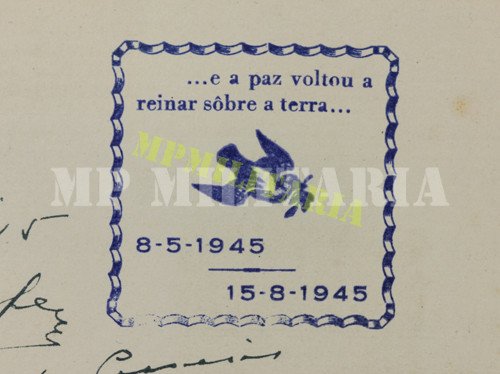 ...e a paz voltou a
reinar sôbre a terra...
MPMILITARIA
MP MILITARIA
8-5-1945
15-8-1945